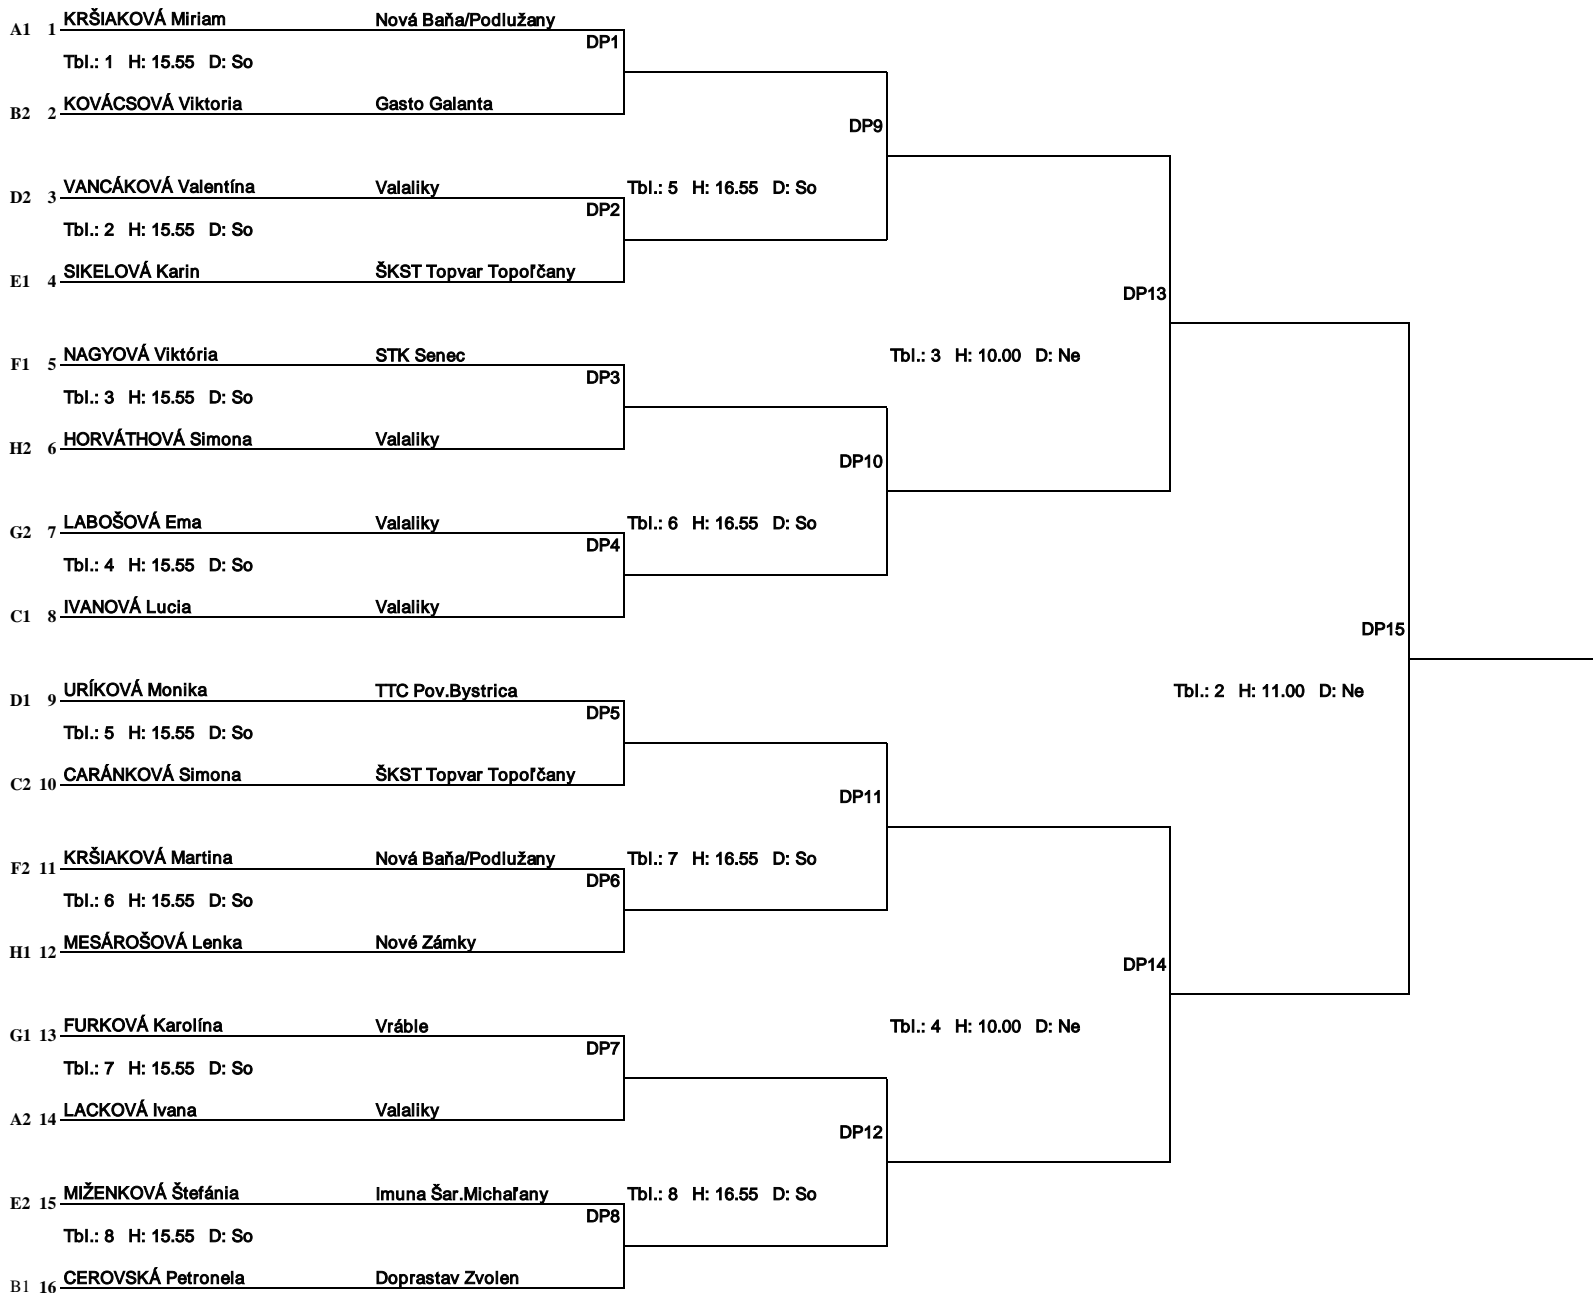 A1 1 KRŠIAKOVÁ Miriam Nová Baňa/Podlužany
DP1
Tbl.: 1 H: 15.55 D: So
B2 2 KOVÁCSOVÁ Viktoria Gasto Galanta
DP9
D2 3 VANCÁKOVÁ Valentína Valaliky Tbl.: 5 H: 16.55 D: So
DP2
Tbl.: 2 H: 15.55 D: So
E1 4 SIKELOVÁ Karin ŠKST Topvar Topoľčany
DP13
F1 5 NAGYOVÁ Viktória STK Senec Tbl.: 3 H: 10.00 D: Ne
DP3
Tbl.: 3 H: 15.55 D: So
H2 6 HORVÁTHOVÁ Simona Valaliky
DP10
G2 7 LABOŠOVÁ Ema Valaliky Tbl.: 6 H: 16.55 D: So
DP4
Tbl.: 4 H: 15.55 D: So
C1 8 IVANOVÁ Lucia Valaliky
DP15
D1 9 URÍKOVÁ Monika TTC Pov.Bystrica Tbl.: 2 H: 11.00 D: Ne
DP5
Tbl.: 5 H: 15.55 D: So
C2 10 CARÁNKOVÁ Simona ŠKST Topvar Topoľčany
DP11
F2 11 KRŠIAKOVÁ Martina Nová Baňa/Podlužany Tbl.: 7 H: 16.55 D: So
DP6
Tbl.: 6 H: 15.55 D: So
H1 12 MESÁROŠOVÁ Lenka Nové Zámky
DP14
G1 13 FURKOVÁ Karolína Vráble Tbl.: 4 H: 10.00 D: Ne
DP7
Tbl.: 7 H: 15.55 D: So
A2 14 LACKOVÁ Ivana Valaliky
DP12
E2 15 MIŽENKOVÁ Štefánia Imuna Šar.Michaľany Tbl.: 8 H: 16.55 D: So
DP8
Tbl.: 8 H: 15.55 D: So
B1 16 CEROVSKÁ Petronela Doprastav Zvolen